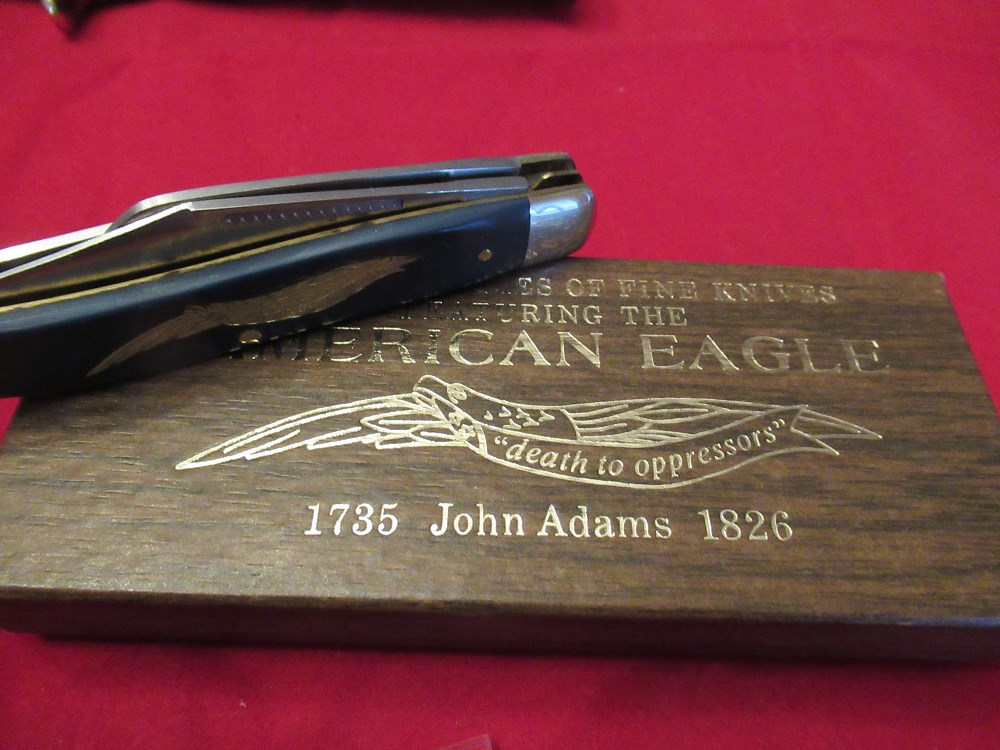 OF FINE KNIVES
FEATURING THE
AMERICAN EAGLE
"death to oppressors"
1735 John Adams 1826